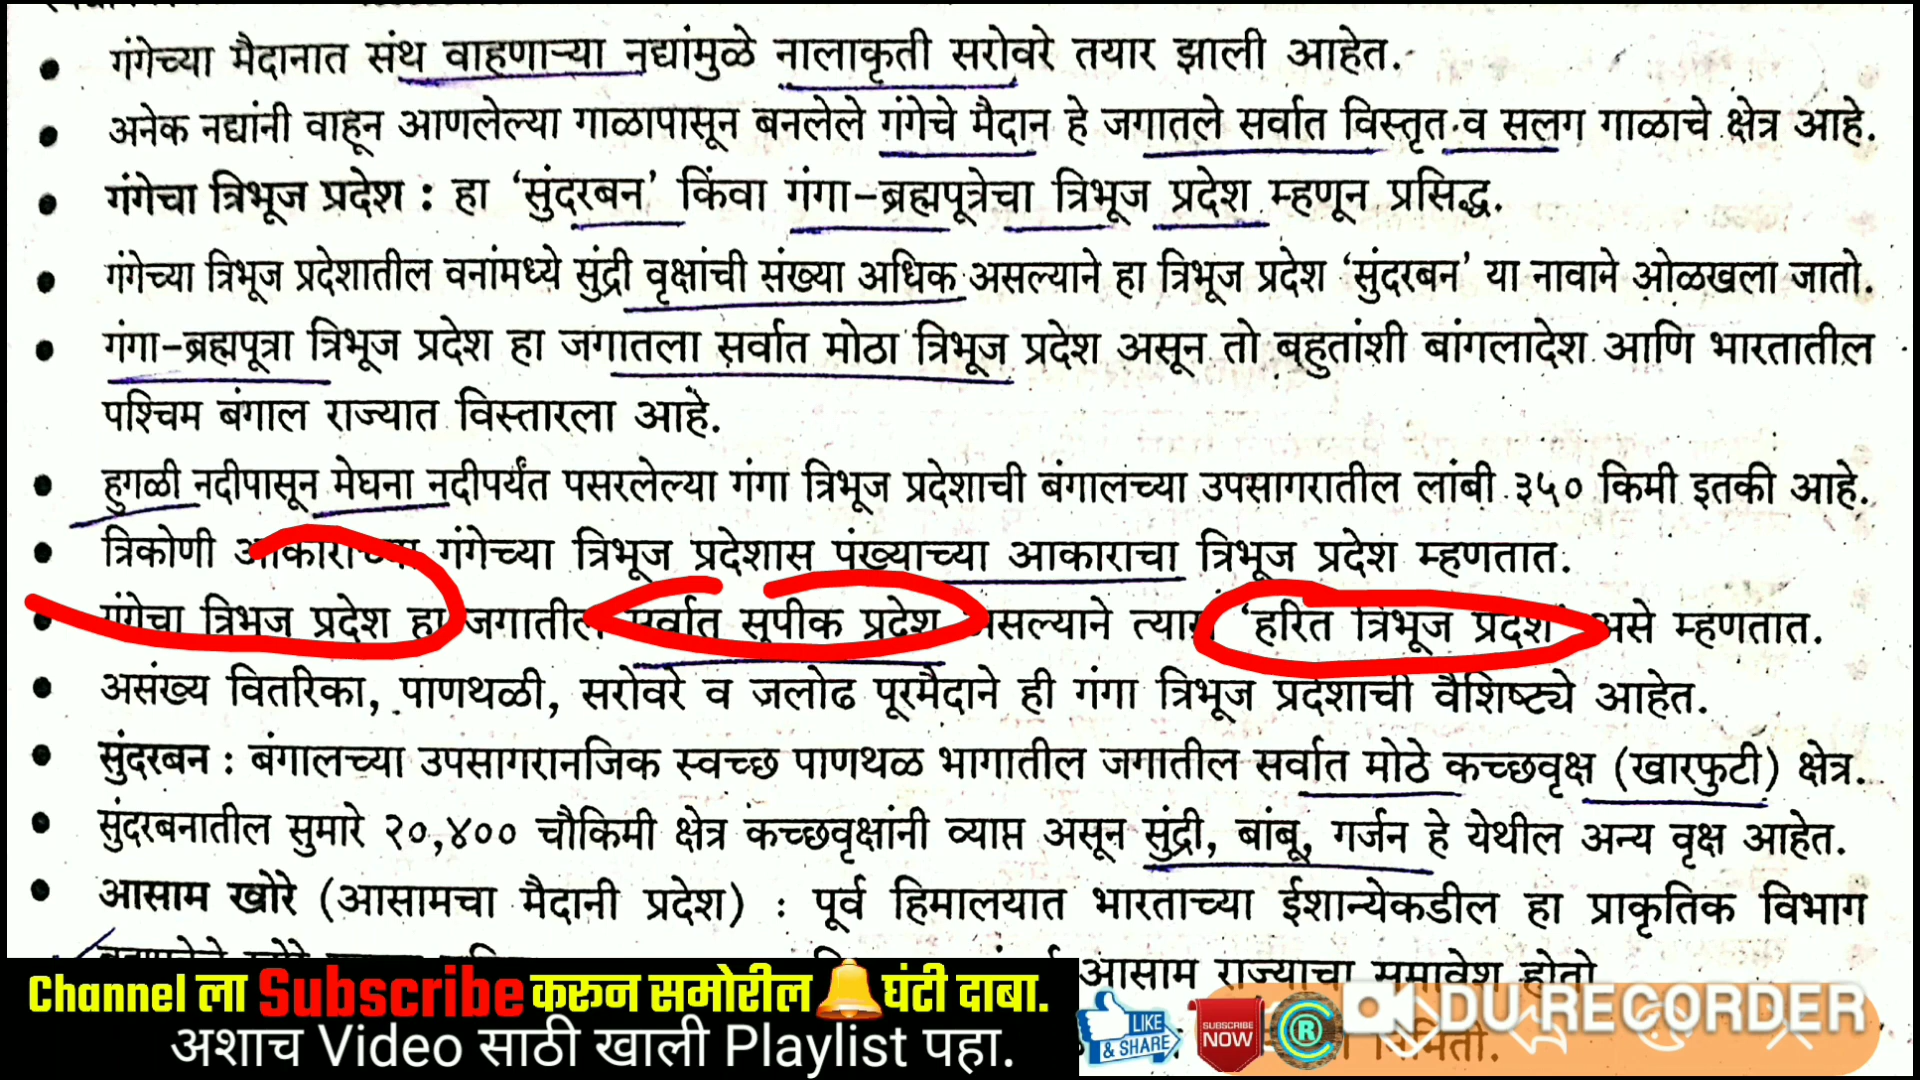 • गंगेच्या मैदानात संथ वाहणाऱ्या नद्यांमुळे नालाकृती सरोवरे तयार झाली आहेत.
• अनेक नद्यांनी वाहून आणलेल्या गाळापासून बनलेले गंगेचे मैदान हे जगातले सर्वात विस्तृत व सलग गाळाचे क्षेत्र आहे.
• गंगेचा त्रिभूज प्रदेश : हा ‘सुंदरबन’ किंवा गंगा-ब्रह्मपूत्रेचा त्रिभूज प्रदेश म्हणून प्रसिद्ध.
• गंगेच्या त्रिभूज प्रदेशातील वनांमध्ये सुंद्री वृक्षांची संख्या अधिक असल्याने हा त्रिभूज प्रदेश ‘सुंदरबन’ या नावाने ओळखला जातो.
• गंगा-ब्रह्मपूत्रा त्रिभूज प्रदेश हा जगातला सर्वात मोठा त्रिभूज प्रदेश असून तो बहुतांशी बांगलादेश आणि भारतातील
पश्चिम बंगाल राज्यात विस्तारला आहे.
• हुगळी नदीपासून मेघना नदीपर्यंत पसरलेल्या गंगा त्रिभूज प्रदेशाची बंगालच्या उपसागरातील लांबी ३५० किमी इतकी आहे.
• त्रिकोणी आकाराच्या गंगेच्या त्रिभूज प्रदेशास पंख्याच्या आकाराचा त्रिभूज प्रदेश म्हणतात.
• गंगेचा त्रिभूज प्रदेश हा जगातील सर्वात सुपीक प्रदेश असल्याने त्यास ‘हरित त्रिभूज प्रदेश’ असे म्हणतात.
• असंख्य वितरिका, पाणथळी, सरोवरे व जलोढ पूरमैदाने ही गंगा त्रिभूज प्रदेशाची वैशिष्ट्ये आहेत.
• सुंदरबन : बंगालच्या उपसागरानजिक स्वच्छ पाणथळ भागातील जगातील सर्वात मोठे कच्छवृक्ष (खारफुटी) क्षेत्र.
• सुंदरबनातील सुमारे २०,४०० चौकिमी क्षेत्र कच्छवृक्षांनी व्याप्त असून सुंद्री, बांबू, गर्जन हे येथील अन्य वृक्ष आहेत.
• आसाम खोरे (आसामचा मैदानी प्रदेश) : पूर्व हिमालयात भारताच्या ईशान्येकडील हा प्राकृतिक विभाग
आसाम राज्याचा समावेश होतो
Channel ला Subscribe करून समोरील घंटी दाबा.
अशाच Video साठी खाली Playlist पहा.
LIKE & SHARE
SUBSCRIBE NOW
R
DU RECORDER